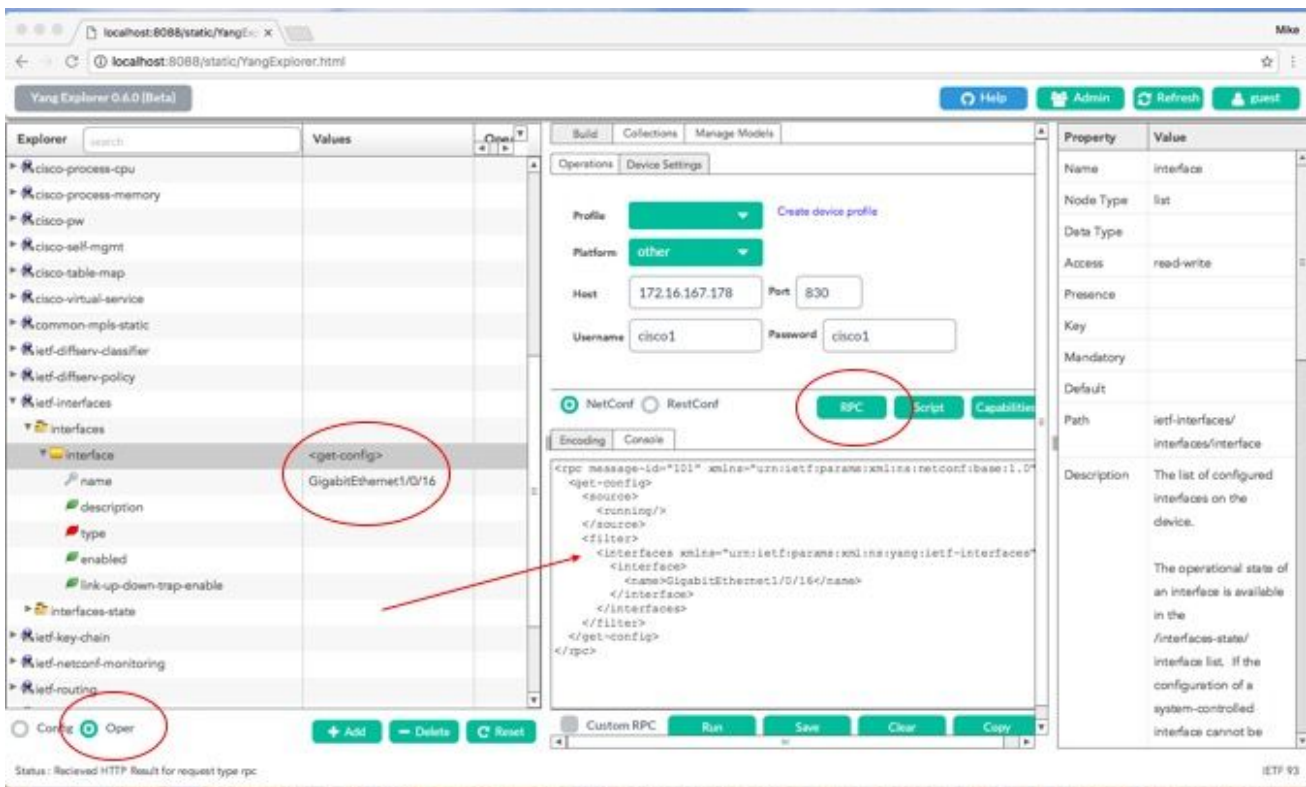 localhost:8088/static/YangEx
Mike
localhost:8088/static/YangExplorer.html
Yang Explorer 0.6.0 (Beta)
Help
Admin
Refresh
guest
Explorer
search
Values
cisco-process-cpu
cisco-process-memory
cisco-pw
cisco-self-mgmt
cisco-table-map
cisco-virtual-service
common-mpls-static
ietf-diffserv-classifier
ietf-diffserv-policy
ietf-interfaces
interfaces
interface <get-config>
name GigabitEthernet1/0/16
description
type
enabled
link-up-down-trap-enable
interfaces-state
ietf-key-chain
ietf-netconf-monitoring
ietf-routing
Config Oper
Add
Delete
Reset
Status : Recieved HTTP Result for request type rpc
Build Collections Manage Models
Operations Device Settings
Profile
Create device profile
Platform other
Host 172.16.167.178 Port 830
Username cisco1 Password cisco1
NetConf RestConf
RPC
Script
Capabilities
Encoding Console
<rpc message-id="101" xmlns="urn:ietf:params:xml:ns:netconf:base:1.0"
<get-config>
<source>
<running/>
</source>
<filter>
<interfaces xmlns="urn:ietf:params:xml:ns:yang:ietf-interfaces"
<interface>
<name>GigabitEthernet1/0/16</name>
</interface>
</interfaces>
</filter>
</get-config>
</rpc>
Custom RPC
Run
Save
Clear
Copy
Property Value
Name interface
Node Type list
Data Type
Access read-write
Presence
Key
Mandatory
Default
Path ietf-interfaces/
interfaces/interface
Description The list of configured
interfaces on the
device.
The operational state of
an interface is available
in the
/interfaces-state/
interface list. If the
configuration of a
system-controlled
interface cannot be
IETF 93